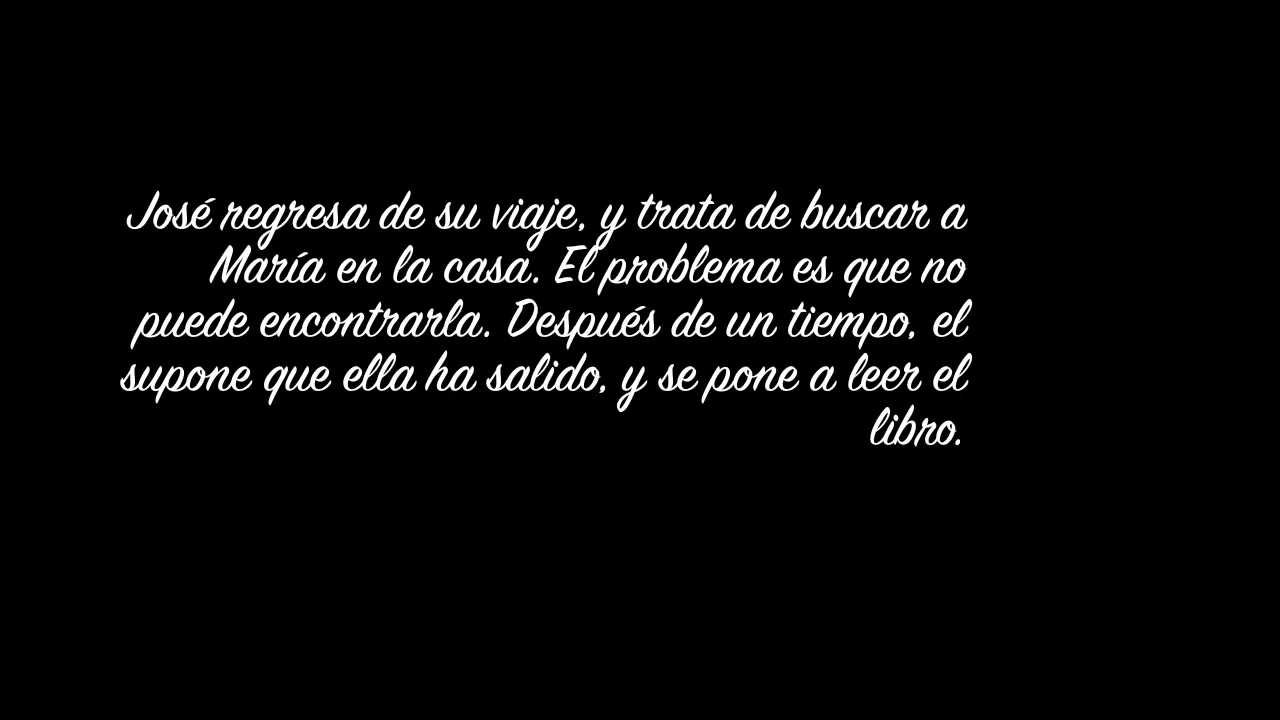 José regresa de su viaje, y trata de buscar a
María en la casa. El problema es que no
puede encontrarla. Después de un tiempo, el
supone que ella ha salido, y se pone a leer el
libro.